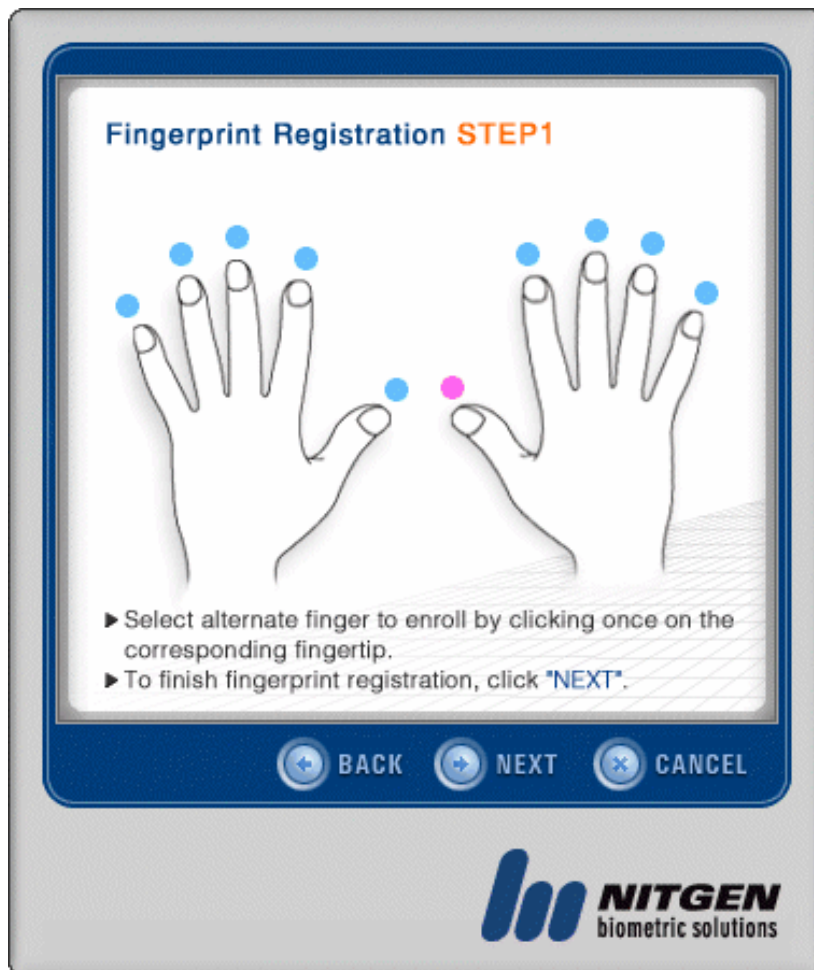 Fingerprint Registration STEP1
Select alternate finger to enroll by clicking once on the
corresponding fingertip.
To finish fingerprint registration, click "NEXT".
BACK NEXT CANCEL
NITGEN
biometric solutions